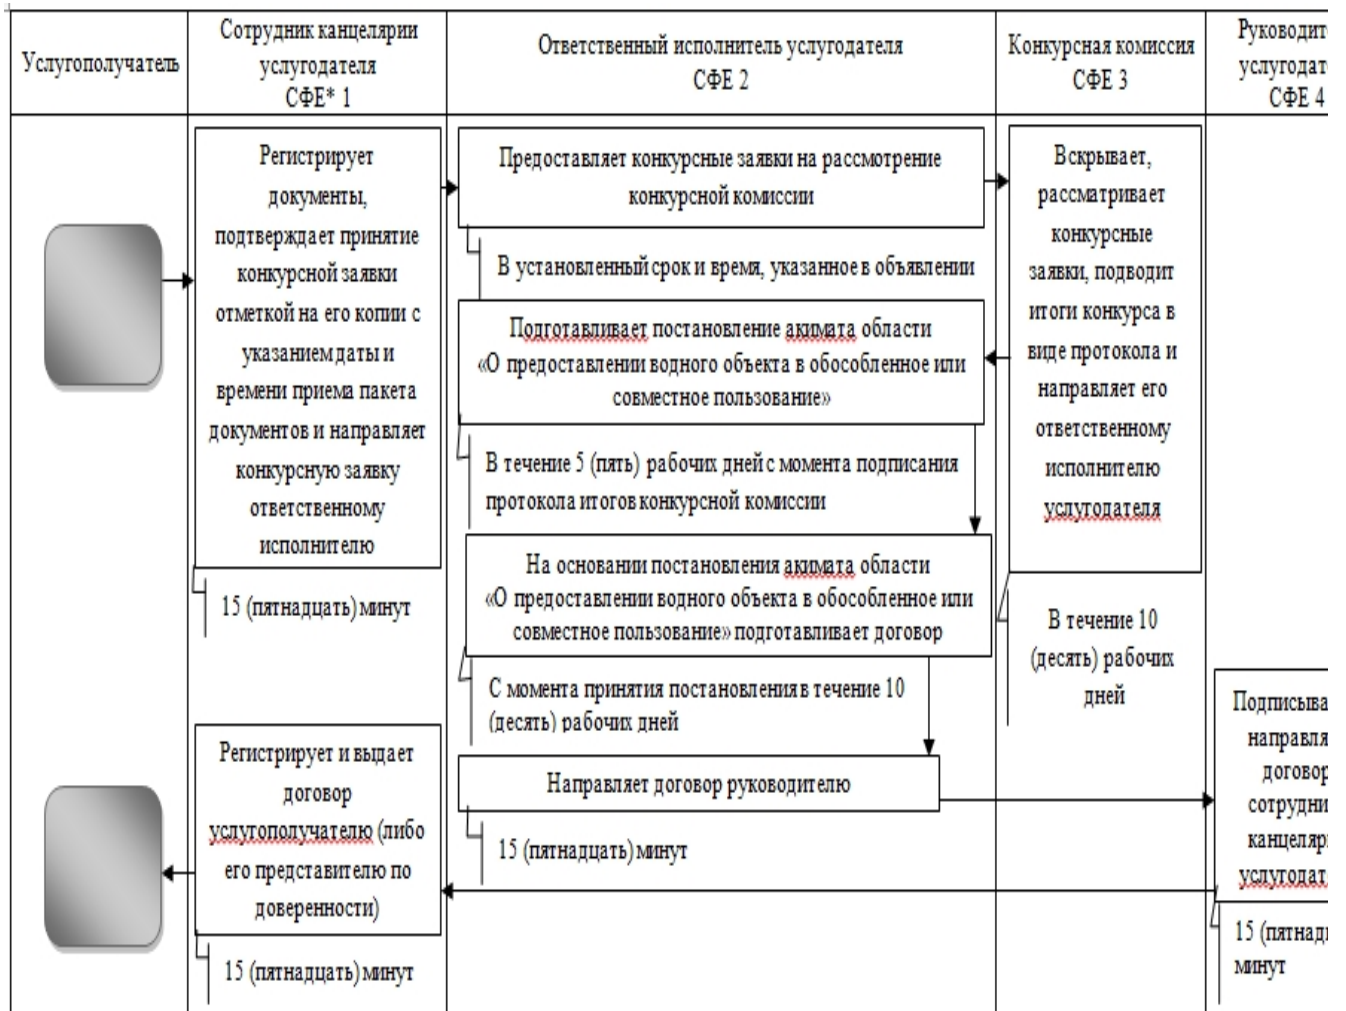 Услугополучатель
Сотрудник канцелярии
услугодателя
СФЕ* 1
Ответственный исполнитель услугодателя
СФЕ 2
Конкурсная комиссия
СФЕ 3
Руководит
услугодат
СФЕ 4
Регистрирует
документы,
подтверждает принятие
конкурсной заявки
отметкой на его копии с
указанием даты и
времени приема пакета
документов и направляет
конкурсную заявку
ответственному
исполнителю
15 (пятнадцать) минут
Предоставляет конкурсные заявки на рассмотрение
конкурсной комиссии
В установленный срок и время, указанное в объявлении
Подготавливает постановление акимата области
«О предоставлении водного объекта в обособленное или
совместное пользование»
В течение 5 (пять) рабочих дней с момента подписания
протокола итогов конкурсной комиссии
На основании постановления акимата области
«О предоставлении водного объекта в обособленное или
совместное пользование» подготавливает договор
С момента принятия постановления в течение 10
(десять) рабочих дней
Направляет договор руководителю
15 (пятнадцать) минут
Вскрывает,
рассматривает
конкурсные
заявки, подводит
итоги конкурса в
виде протокола и
направляет его
ответственному
исполнителю
услугодателя
В течение 10
(десять) рабочих
дней
Подписыва
направля
договор
сотрудни
канцеляр
услугодат
15 (пятнад
минут
Регистрирует и выдает
договор
услугополучателю (либо
его представителю по
доверенности)
15 (пятнадцать) минут